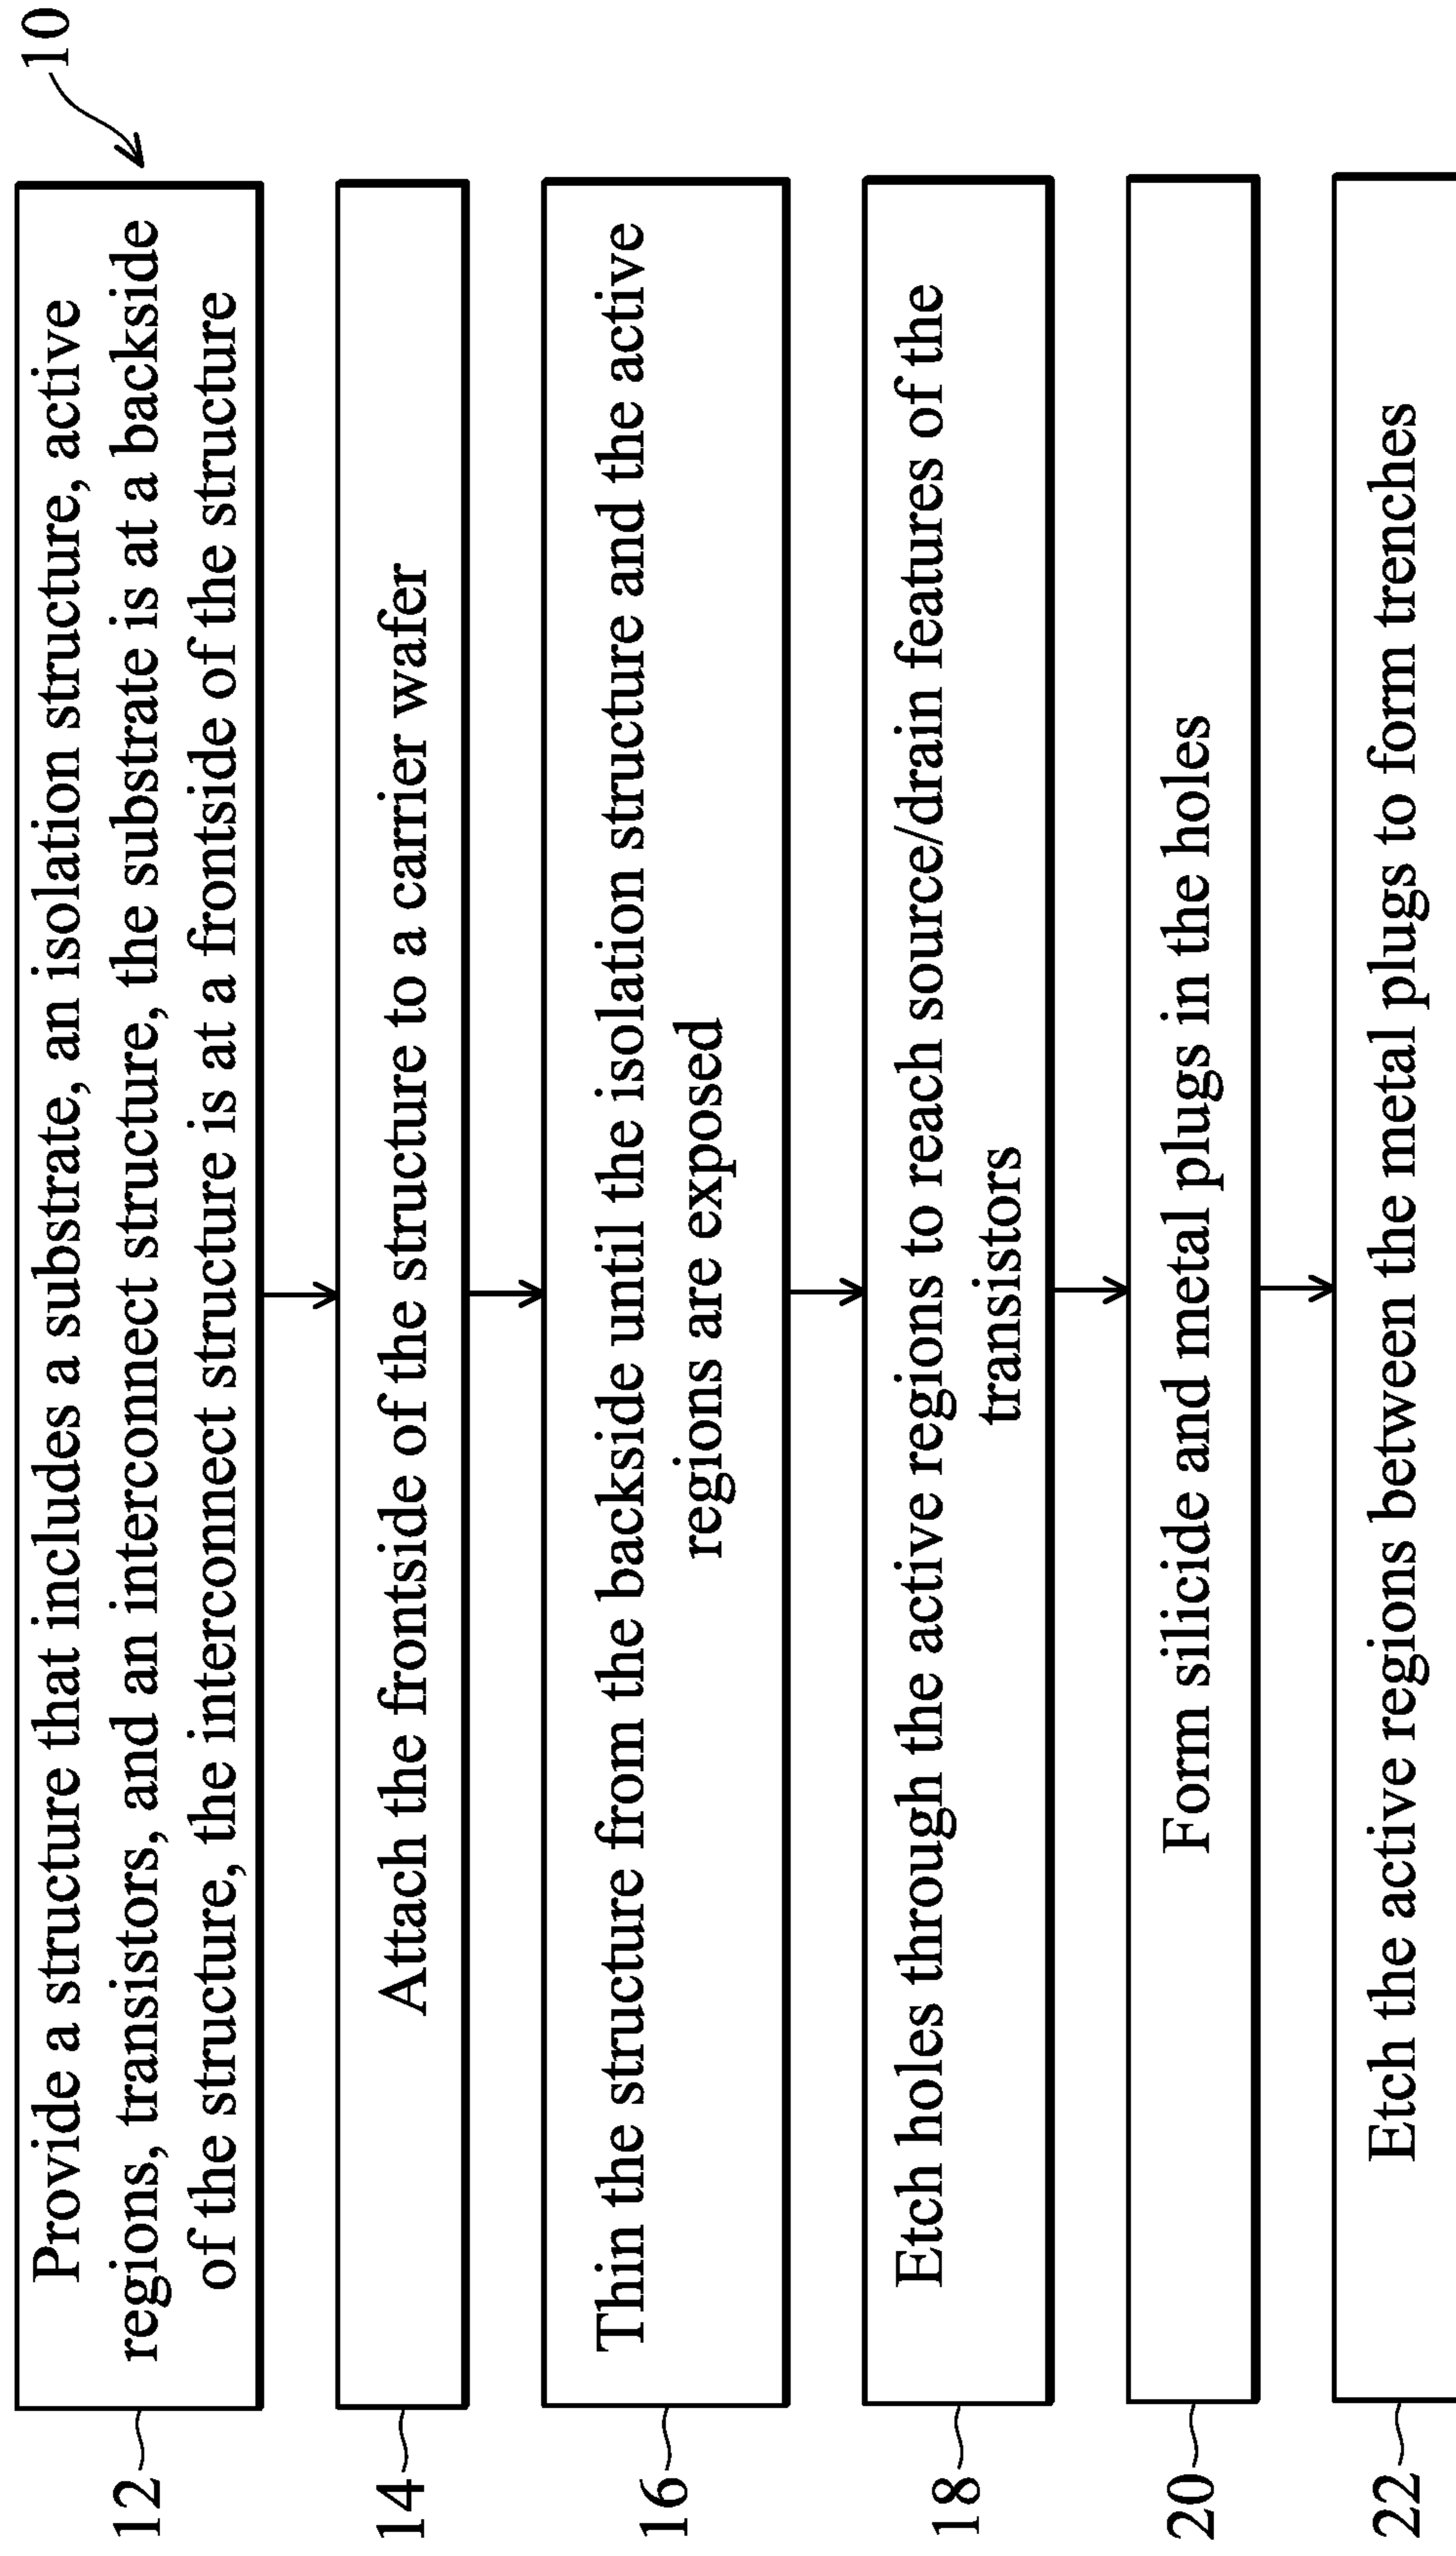 10
12
Provide a structure that includes a substrate, an isolation structure, active
regions, transistors, and an interconnect structure, the substrate is at a backside
of the structure, the interconnect structure is at a frontside of the structure
14
Attach the frontside of the structure to a carrier wafer
16
Thin the structure from the backside until the isolation structure and the active
regions are exposed
18
Etch holes through the active regions to reach source/drain features of the
transistors
20
Form silicide and metal plugs in the holes
22
Etch the active regions between the metal plugs to form trenches